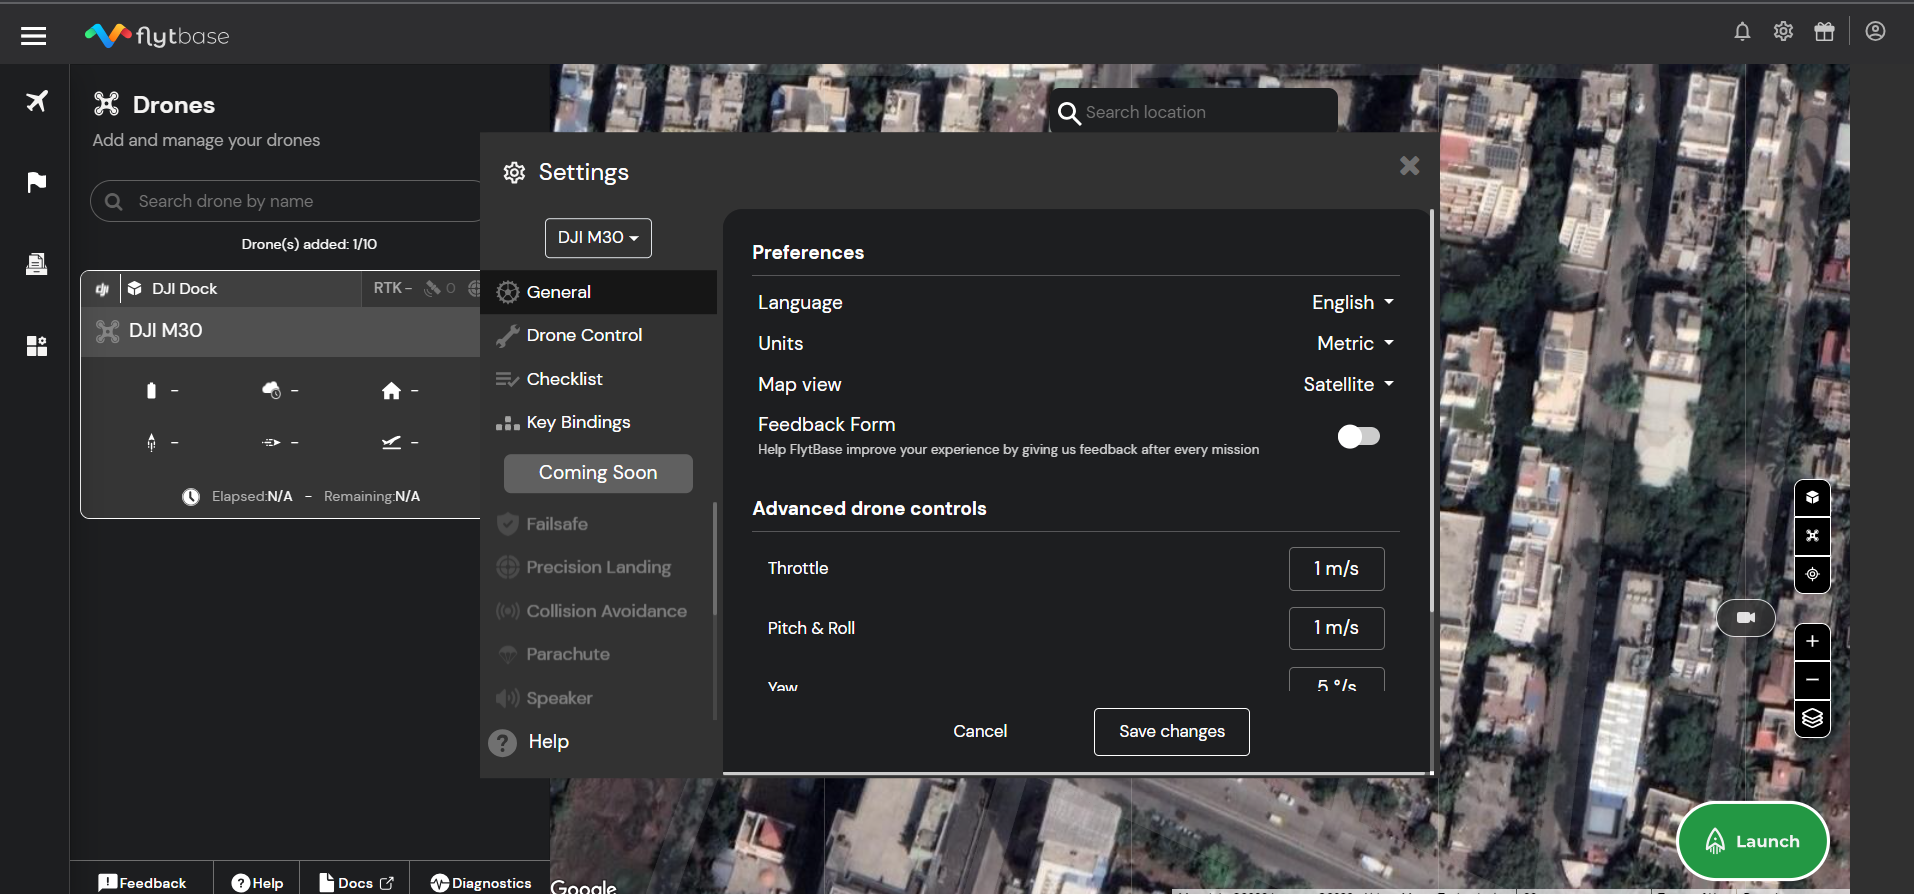 flytbase
Drones
Add and manage your drones
Search drone by name
Drone(s) added: 1/10
dji
DJI Dock
RTK -
0
DJI M30
-
-
-
-
-
-
Elapsed:N/A - Remaining:N/A
Feedback
Help
Docs
Diagnostics
Search location
Settings
DJI M30
General
Drone Control
Checklist
Key Bindings
Coming Soon
Failsafe
Precision Landing
Collision Avoidance
Parachute
Speaker
Help
Preferences
Language English
Units Metric
Map view Satellite
Feedback Form
Help FlytBase improve your experience by giving us feedback after every mission
Advanced drone controls
Throttle 1 m/s
Pitch & Roll 1 m/s
Yaw 5 °/s
Cancel
Save changes
Launch
Google